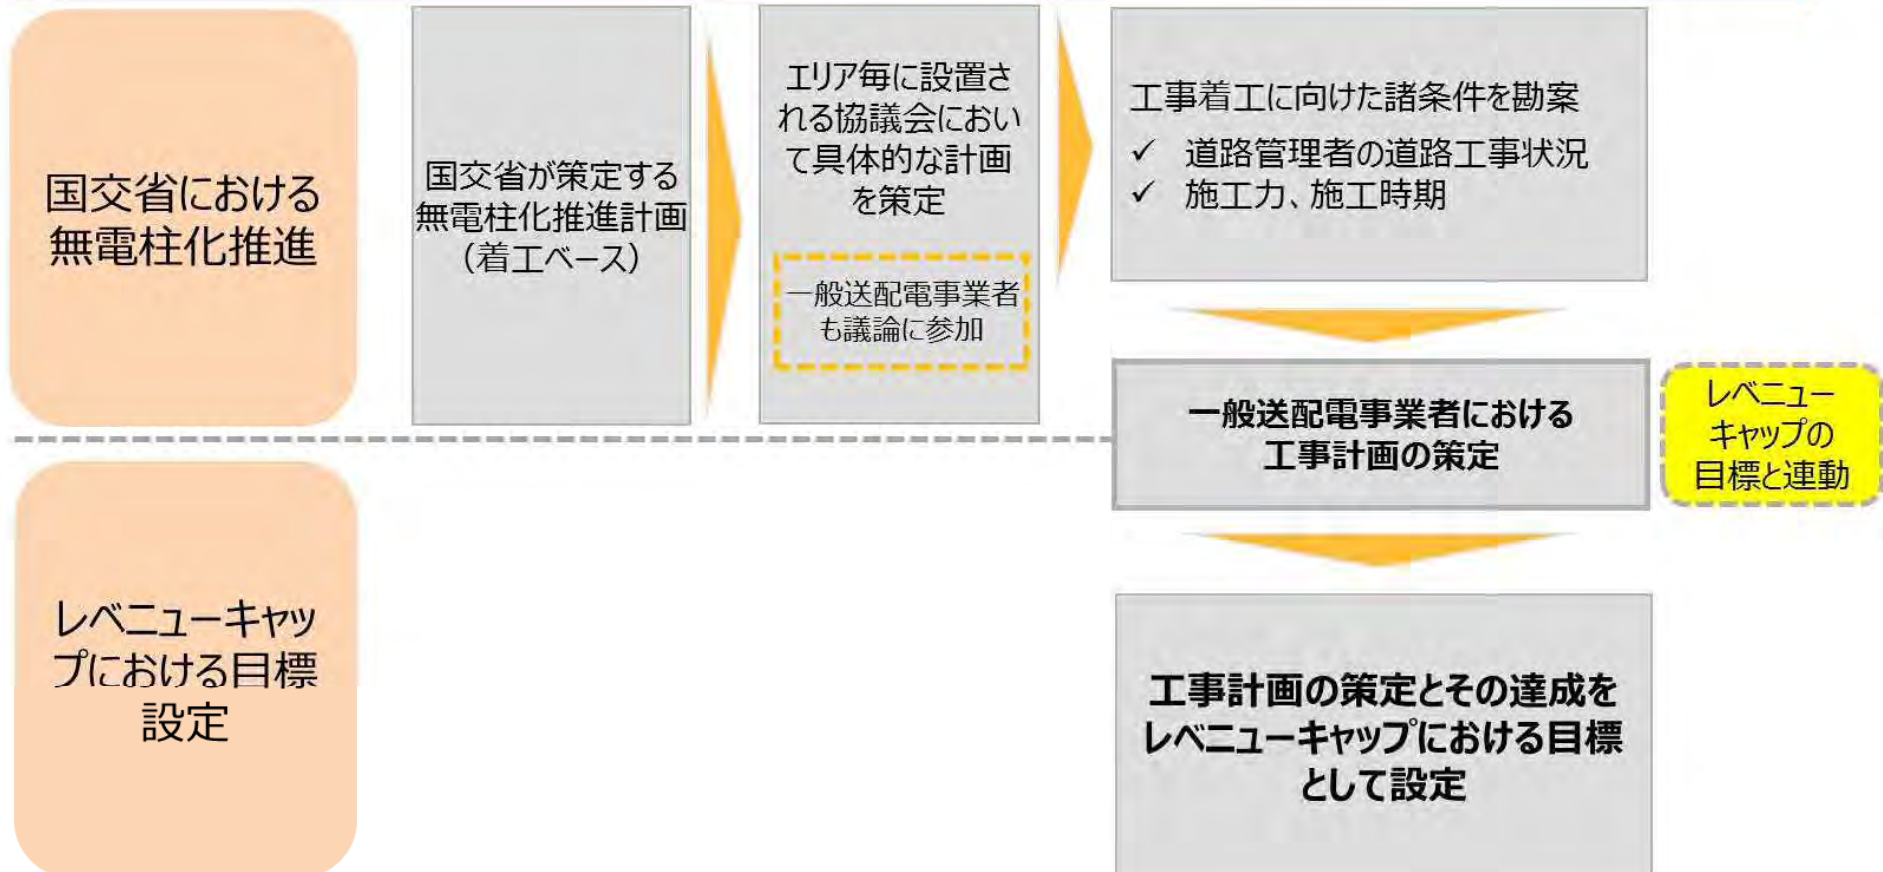 国交省における
無電柱化推進
国交省が策定する
無電柱化推進計画
（着工ベース）
エリア毎に設置さ
れる協議会におい
て具体的な計画
を策定
一般送配電事業者
も議論に参加
工事着工に向けた諸条件を勘案
✓ 道路管理者の道路工事状況
✓ 施工力、施工時期
一般送配電事業者における
工事計画の策定
レベニュー
キャップの
目標と連動
レベニューキャッ
プにおける目標
設定
工事計画の策定とその達成を
レベニューキャップにおける目標
として設定